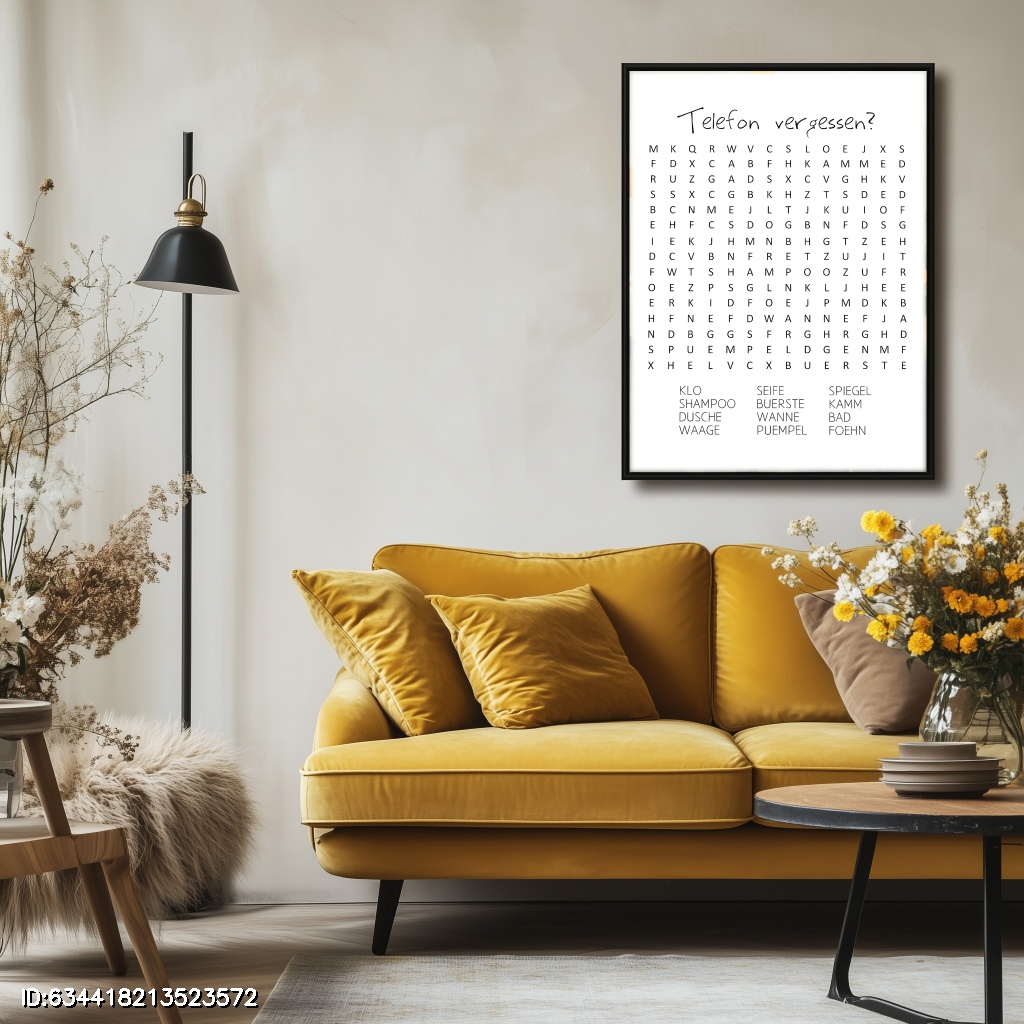 Telefon vergessen?
M K Q R W V C S L O E J X S
F D X C A B F H K A M M E D
R U Z G A D S X C V G H K V
S S X C G B K H Z T S D E D
B C N M E J L T J K U I O F
E H F C S D O G B N F D S G
I E K J H M N B H G T Z E H
D C V B N F R E T Z U J I T
F W T S H A M P O O Z U F R
O E Z P S G L N K L J H E E
E R K I D F O E J P M D K B
H F N E F D W A N N E F J A
N D B G G S F R G H R G H D
S P U E M P E L D G E N M F
X H E L V C X B U E R S T E
KLO SEIFE SPIEGEL
SHAMPOO BUERSTE KAMM
DUSCHE WANNE BAD
WAAGE PUEMPEL FOEHN
ID:634418213523572